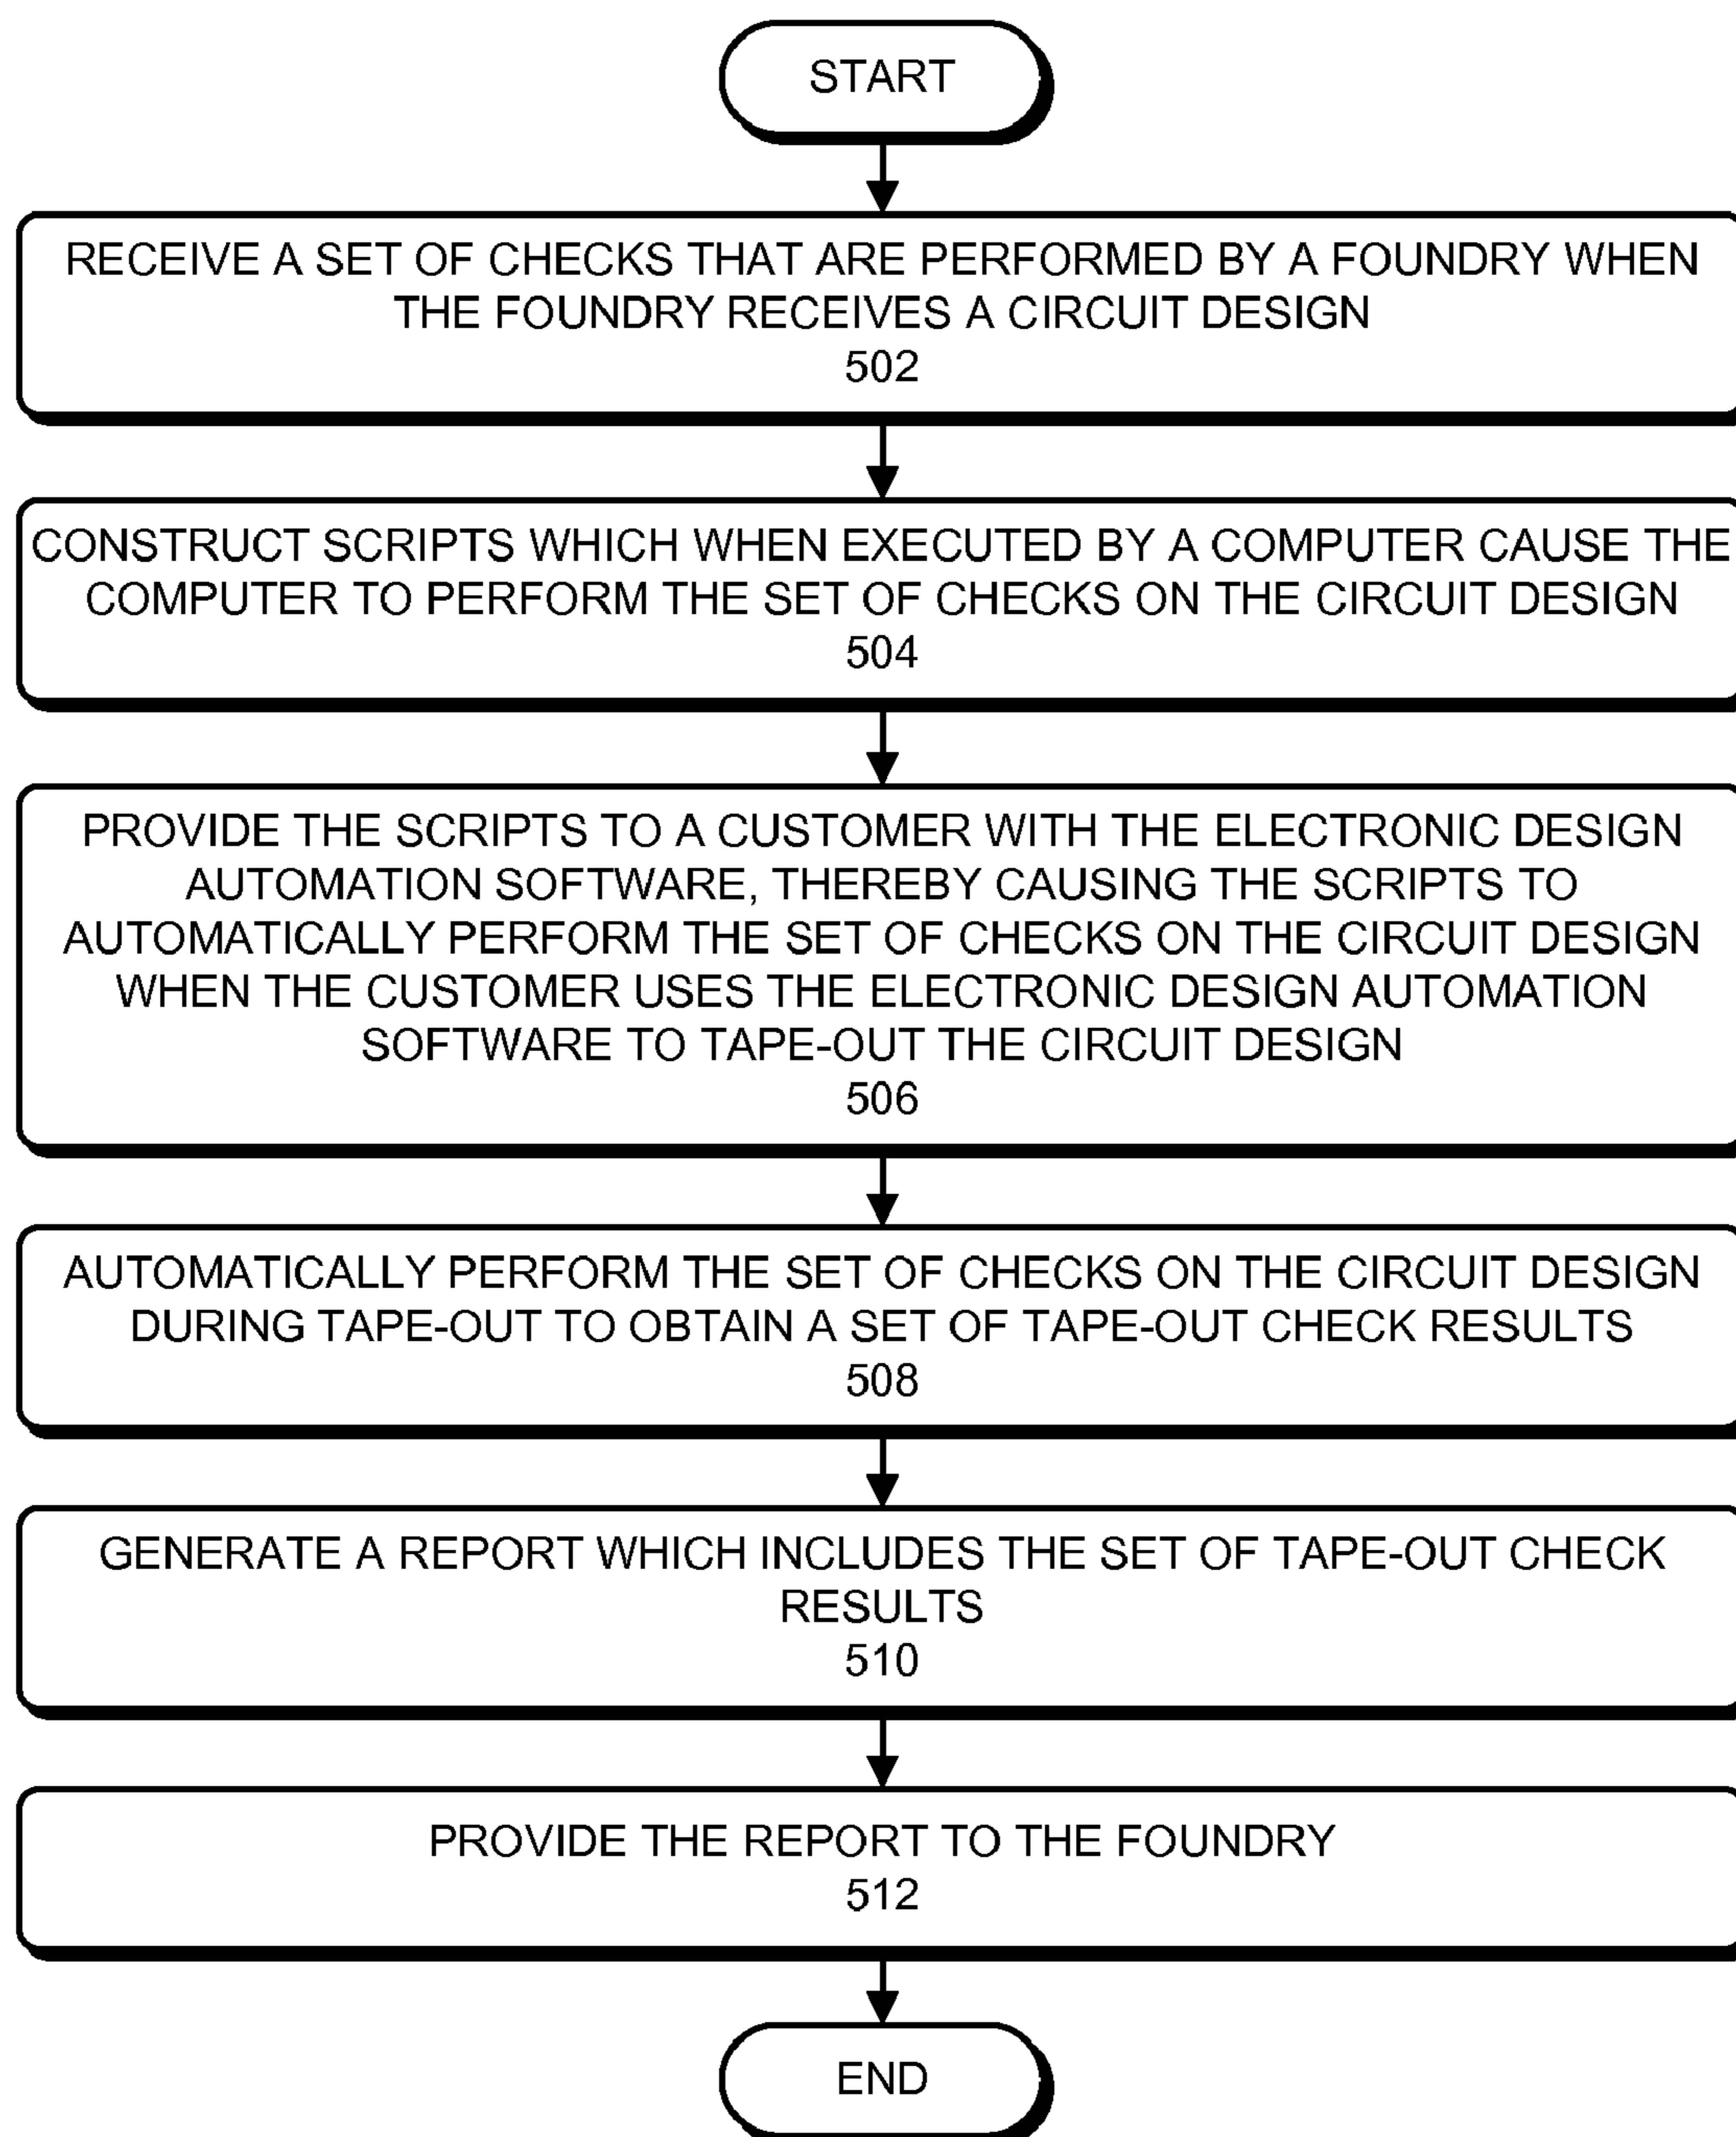 START
RECEIVE A SET OF CHECKS THAT ARE PERFORMED BY A FOUNDRY WHEN
THE FOUNDRY RECEIVES A CIRCUIT DESIGN
502
CONSTRUCT SCRIPTS WHICH WHEN EXECUTED BY A COMPUTER CAUSE THE
COMPUTER TO PERFORM THE SET OF CHECKS ON THE CIRCUIT DESIGN
504
PROVIDE THE SCRIPTS TO A CUSTOMER WITH THE ELECTRONIC DESIGN
AUTOMATION SOFTWARE, THEREBY CAUSING THE SCRIPTS TO
AUTOMATICALLY PERFORM THE SET OF CHECKS ON THE CIRCUIT DESIGN
WHEN THE CUSTOMER USES THE ELECTRONIC DESIGN AUTOMATION
SOFTWARE TO TAPE-OUT THE CIRCUIT DESIGN
506
AUTOMATICALLY PERFORM THE SET OF CHECKS ON THE CIRCUIT DESIGN
DURING TAPE-OUT TO OBTAIN A SET OF TAPE-OUT CHECK RESULTS
508
GENERATE A REPORT WHICH INCLUDES THE SET OF TAPE-OUT CHECK
RESULTS
510
PROVIDE THE REPORT TO THE FOUNDRY
512
END